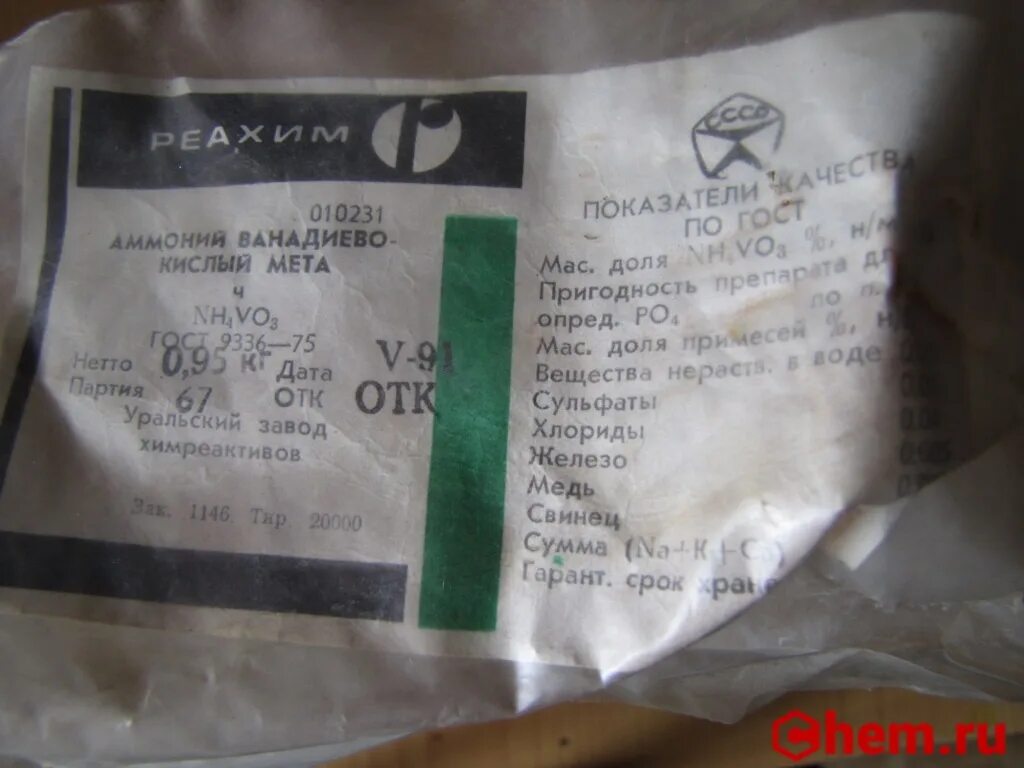 РЕАХИМ
010231
АММОНИЙ ВАНАДИЕВО-
КИСЛЫЙ МЕТА
ч
NH₄VO₃
ГОСТ 9336—75
Нетто 0,95 кг Дата V-91
Партия 67 ОТК ОТК
Уральский завод
химреактивов
Зак. 1146. Тир. 20000
СССР
ПОКАЗАТЕЛИ КАЧЕСТВА
ПО ГОСТ
Мас. доля NH₄VO₃ %, н/м
Пригодность препарата
опред. PO₄ по
Мас. доля примесей %,
Вещества нераств. в воде
Сульфаты
Хлориды
Железо
Медь
Свинец
Сумма (Na+K+Ca)
Гарант. срок хране
Chem.ru